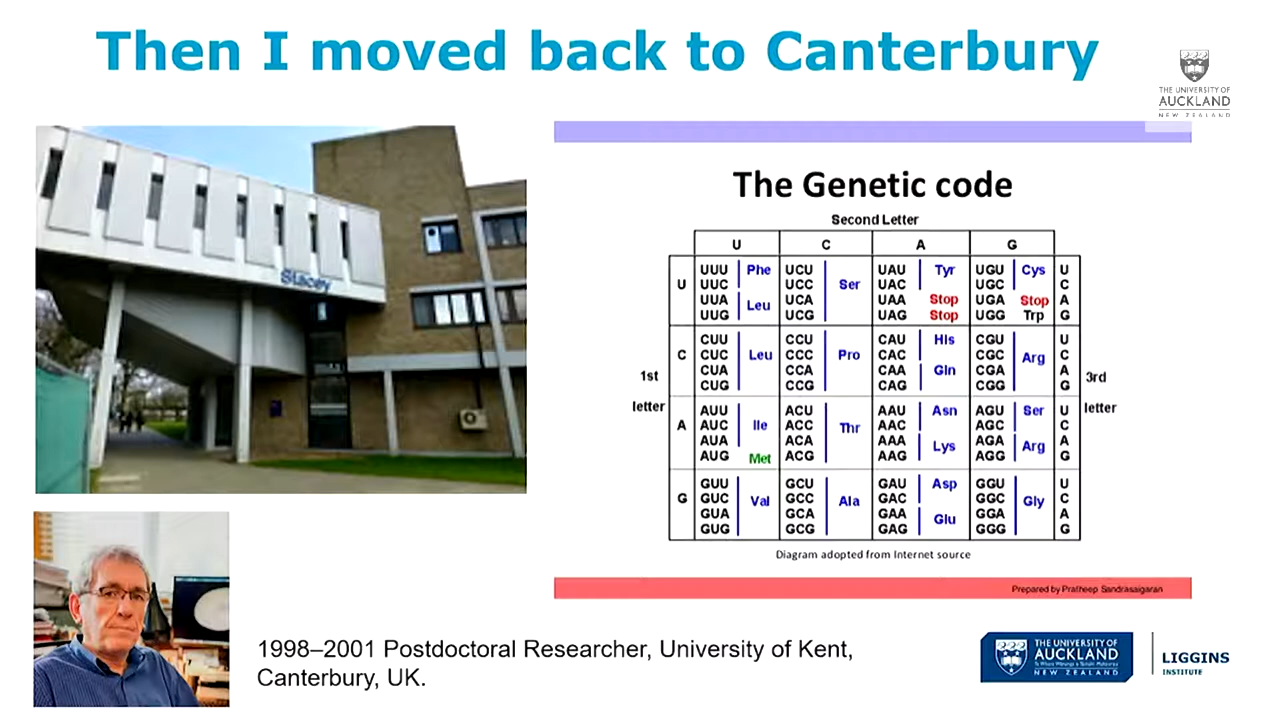 Then I moved back to Canterbury
THE UNIVERSITY OF
AUCKLAND
NEW ZEALAND
Stacey
The Genetic code
Second Letter
U C A G
U
UUU Phe UCU Ser UAU Tyr UGU Cys U
UUC UCC UAC UGC C
UUA Leu UCA UAA Stop UGA Stop A
UUG UCG UAG Stop UGG Trp G
C
CUU Leu CCU Pro CAU His CGU Arg U
CUC CCC CAC CGC C
CUA CCA CAA Gln CGA A
CUG CCG CAG CGG G
1st
letter
3rd
letter
A
AUU Ile ACU Thr AAU Asn AGU Ser U
AUC ACC AAC AGC C
AUA ACA AAA Lys AGA Arg A
AUG Met ACG AAG AGG G
G
GUU Val GCU Ala GAU Asp GGU Gly U
GUC GCC GAC GGC C
GUA GCA GAA Glu GGA A
GUG GCG GAG GGG G
Diagram adopted from Internet source
Prepared by Pratheep Sandrasaigaran
1998–2001 Postdoctoral Researcher, University of Kent,
Canterbury, UK.
THE UNIVERSITY OF
AUCKLAND
NEW ZEALAND
LIGGINS
INSTITUTE